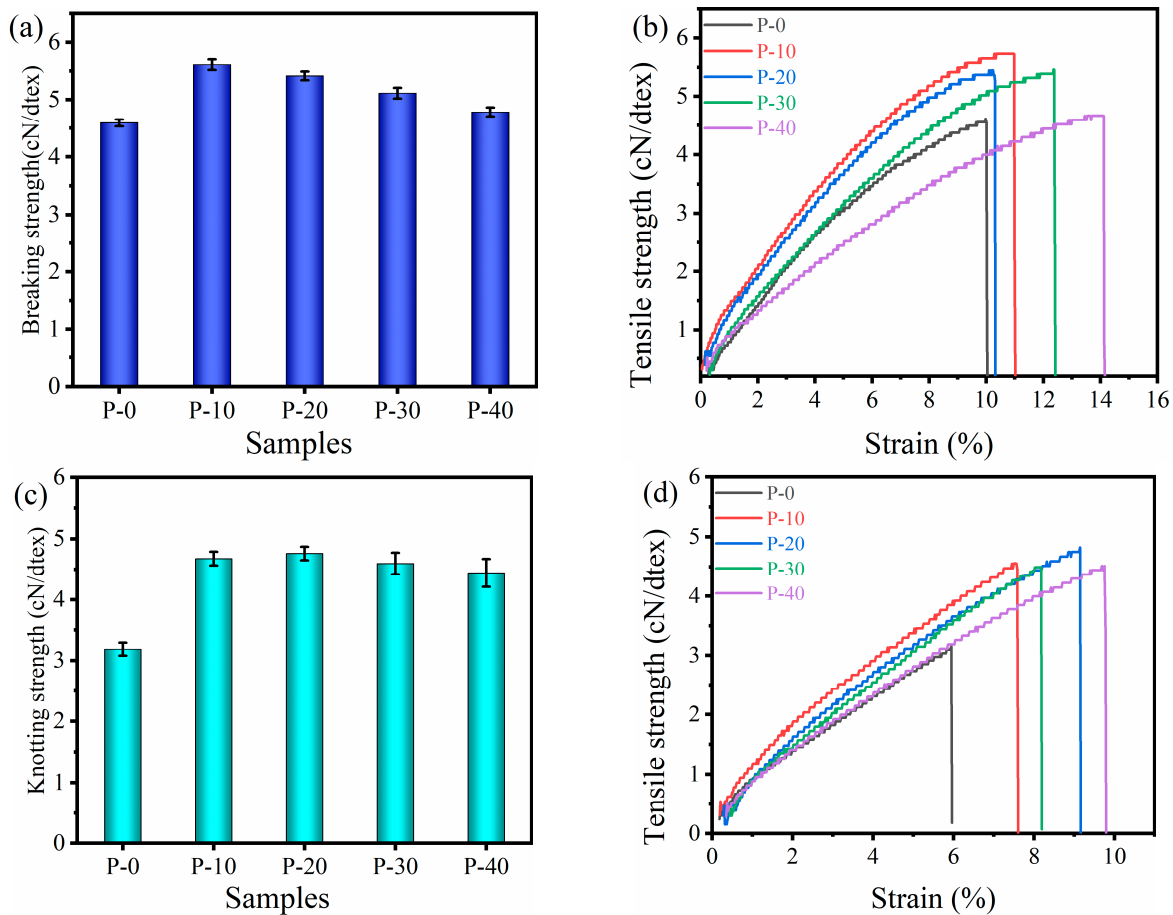 (a)
Breaking strength(cN/dtex)
6
5
4
3
2
1
0
P-0 P-10 P-20 P-30 P-40
Samples
(b)
Tensile strength (cN/dtex)
6
5
4
3
2
1
P-0
P-10
P-20
P-30
P-40
0 2 4 6 8 10 12 14 16
Strain (%)
(c)
Knotting strength (cN/dtex)
6
5
4
3
2
1
0
P-0 P-10 P-20 P-30 P-40
Samples
(d)
Tensile strength (cN/dtex)
6
5
4
3
2
1
0
P-0
P-10
P-20
P-30
P-40
0 2 4 6 8 10
Strain (%)